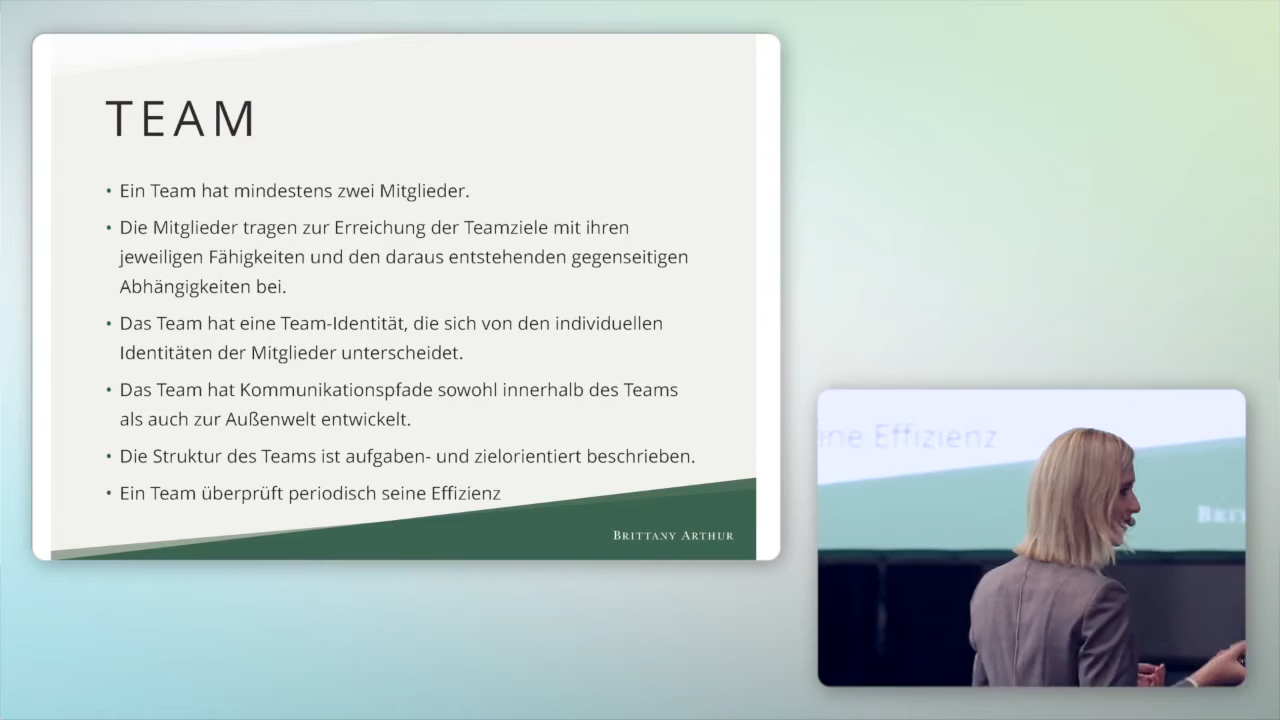 TEAM
• Ein Team hat mindestens zwei Mitglieder.
• Die Mitglieder tragen zur Erreichung der Teamziele mit ihren
jeweiligen Fähigkeiten und den daraus entstehenden gegenseitigen
Abhängigkeiten bei.
• Das Team hat eine Team-Identität, die sich von den individuellen
Identitäten der Mitglieder unterscheidet.
• Das Team hat Kommunikationspfade sowohl innerhalb des Teams
als auch zur Außenwelt entwickelt.
• Die Struktur des Teams ist aufgaben- und zielorientiert beschrieben.
• Ein Team überprüft periodisch seine Effizienz
Brittany Arthur
ine Effizienz